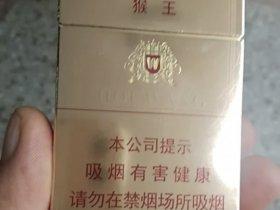 猴王
本公司提示
吸烟有害健康
请勿在禁烟场所吸烟